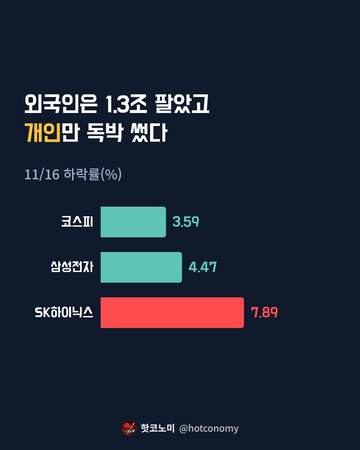 외국인은 1.3조 팔았고
개인만 독박 썼다
11/16 하락률(%)
코스피 3.59
삼성전자 4.47
SK하이닉스 7.89
핫코노미 @hotconomy